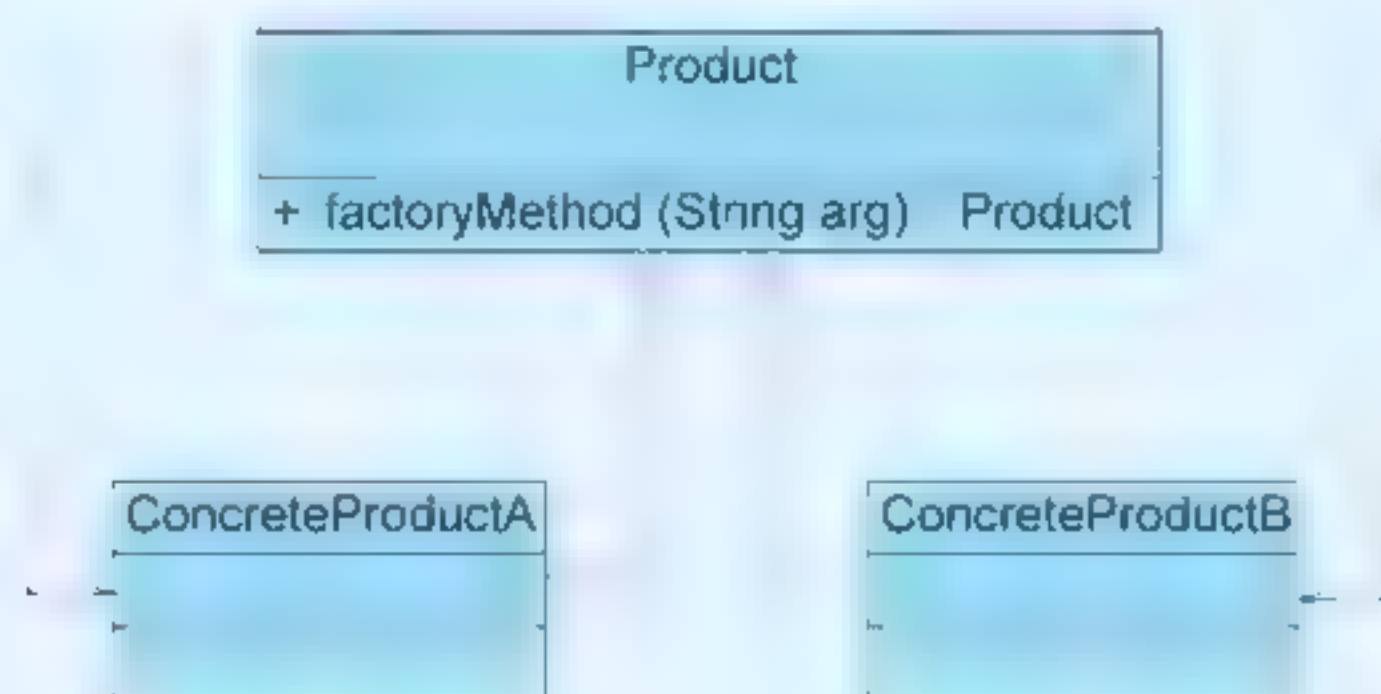 Product
+ factoryMethod (String arg) Product
ConcreteProductA
ConcreteProductB